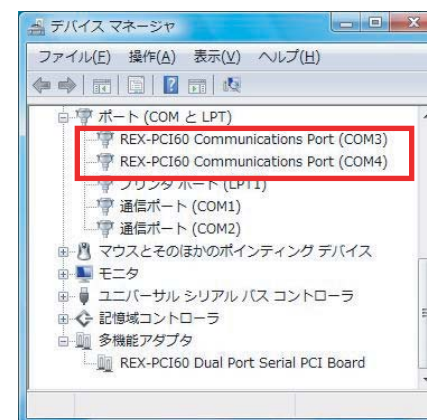 デバイス マネージャ
ファイル(F) 操作(A) 表示(V) ヘルプ(H)
ポート (COM と LPT)
REX-PCI60 Communications Port (COM3)
REX-PCI60 Communications Port (COM4)
プリンタ ポート (LPT1)
通信ポート (COM1)
通信ポート (COM2)
マウスとそのほかのポインティング デバイス
モニタ
ユニバーサル シリアル バス コントローラ
記憶域コントローラ
多機能アダプタ
REX-PCI60 Dual Port Serial PCI Board